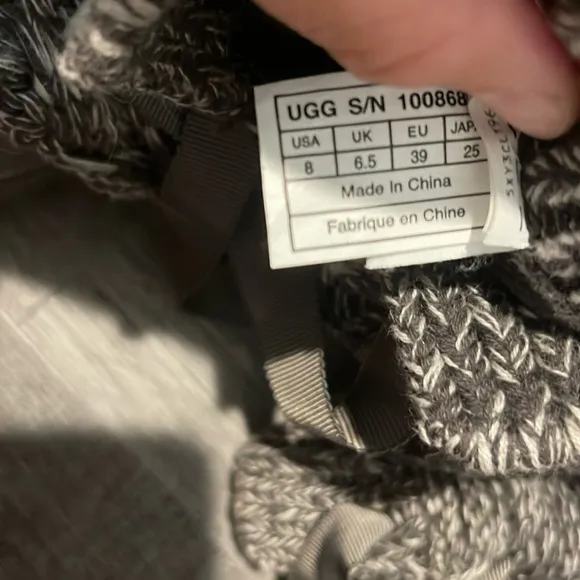 UGG S/N 100868
USA UK EU JAP.
8 6.5 39 25
Made In China
Fabrique en Chine